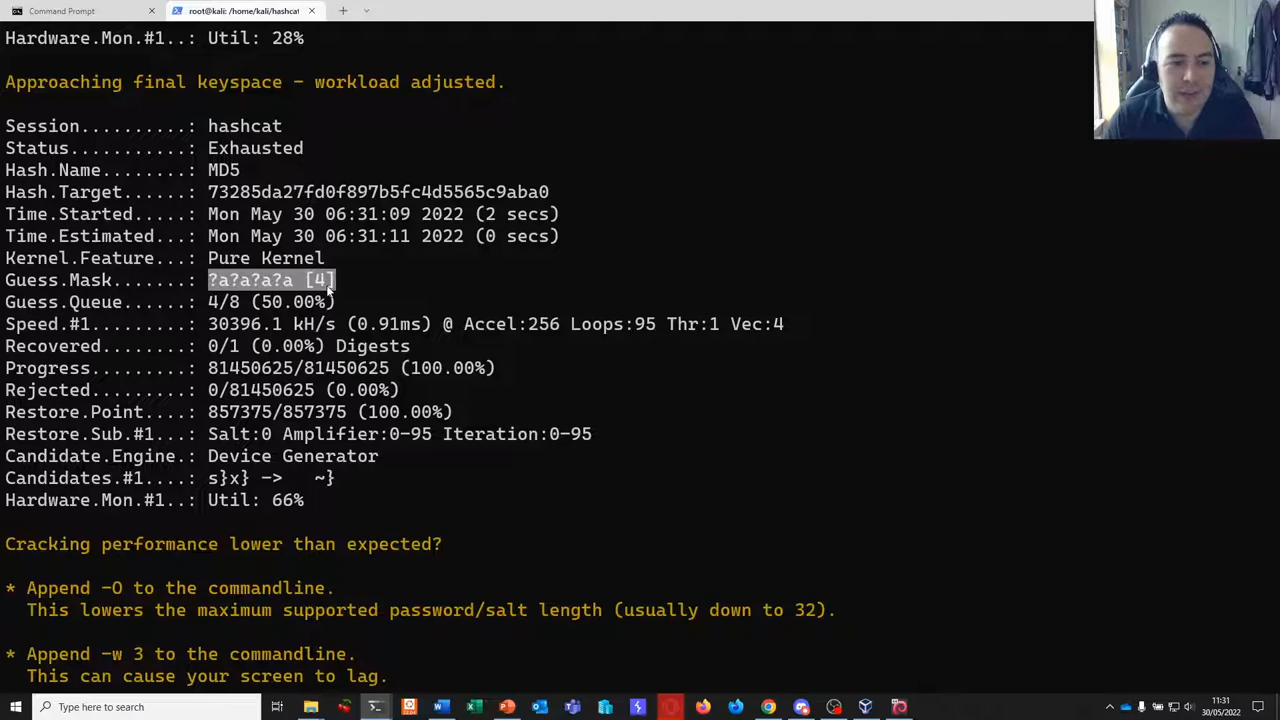 Command Prompt
root@kali: /home/kali/hashcat
Hardware.Mon.#1..: Util: 28%
Approaching final keyspace - workload adjusted.
Session..........: hashcat
Status...........: Exhausted
Hash.Name........: MD5
Hash.Target......: 73285da27fd0f897b5fc4d5565c9aba0
Time.Started.....: Mon May 30 06:31:09 2022 (2 secs)
Time.Estimated...: Mon May 30 06:31:11 2022 (0 secs)
Kernel.Feature...: Pure Kernel
Guess.Mask.......: ?a?a?a?a [4]
Guess.Queue......: 4/8 (50.00%)
Speed.#1.........: 30396.1 kH/s (0.91ms) @ Accel:256 Loops:95 Thr:1 Vec:4
Recovered........: 0/1 (0.00%) Digests
Progress.........: 81450625/81450625 (100.00%)
Rejected.........: 0/81450625 (0.00%)
Restore.Point....: 857375/857375 (100.00%)
Restore.Sub.#1...: Salt:0 Amplifier:0-95 Iteration:0-95
Candidate.Engine.: Device Generator
Candidates.#1....: s}x} ->   ~}
Hardware.Mon.#1..: Util: 66%
Cracking performance lower than expected?
* Append -O to the commandline.
This lowers the maximum supported password/salt length (usually down to 32).
* Append -w 3 to the commandline.
This can cause your screen to lag.
Type here to search
11:31
30/05/2022